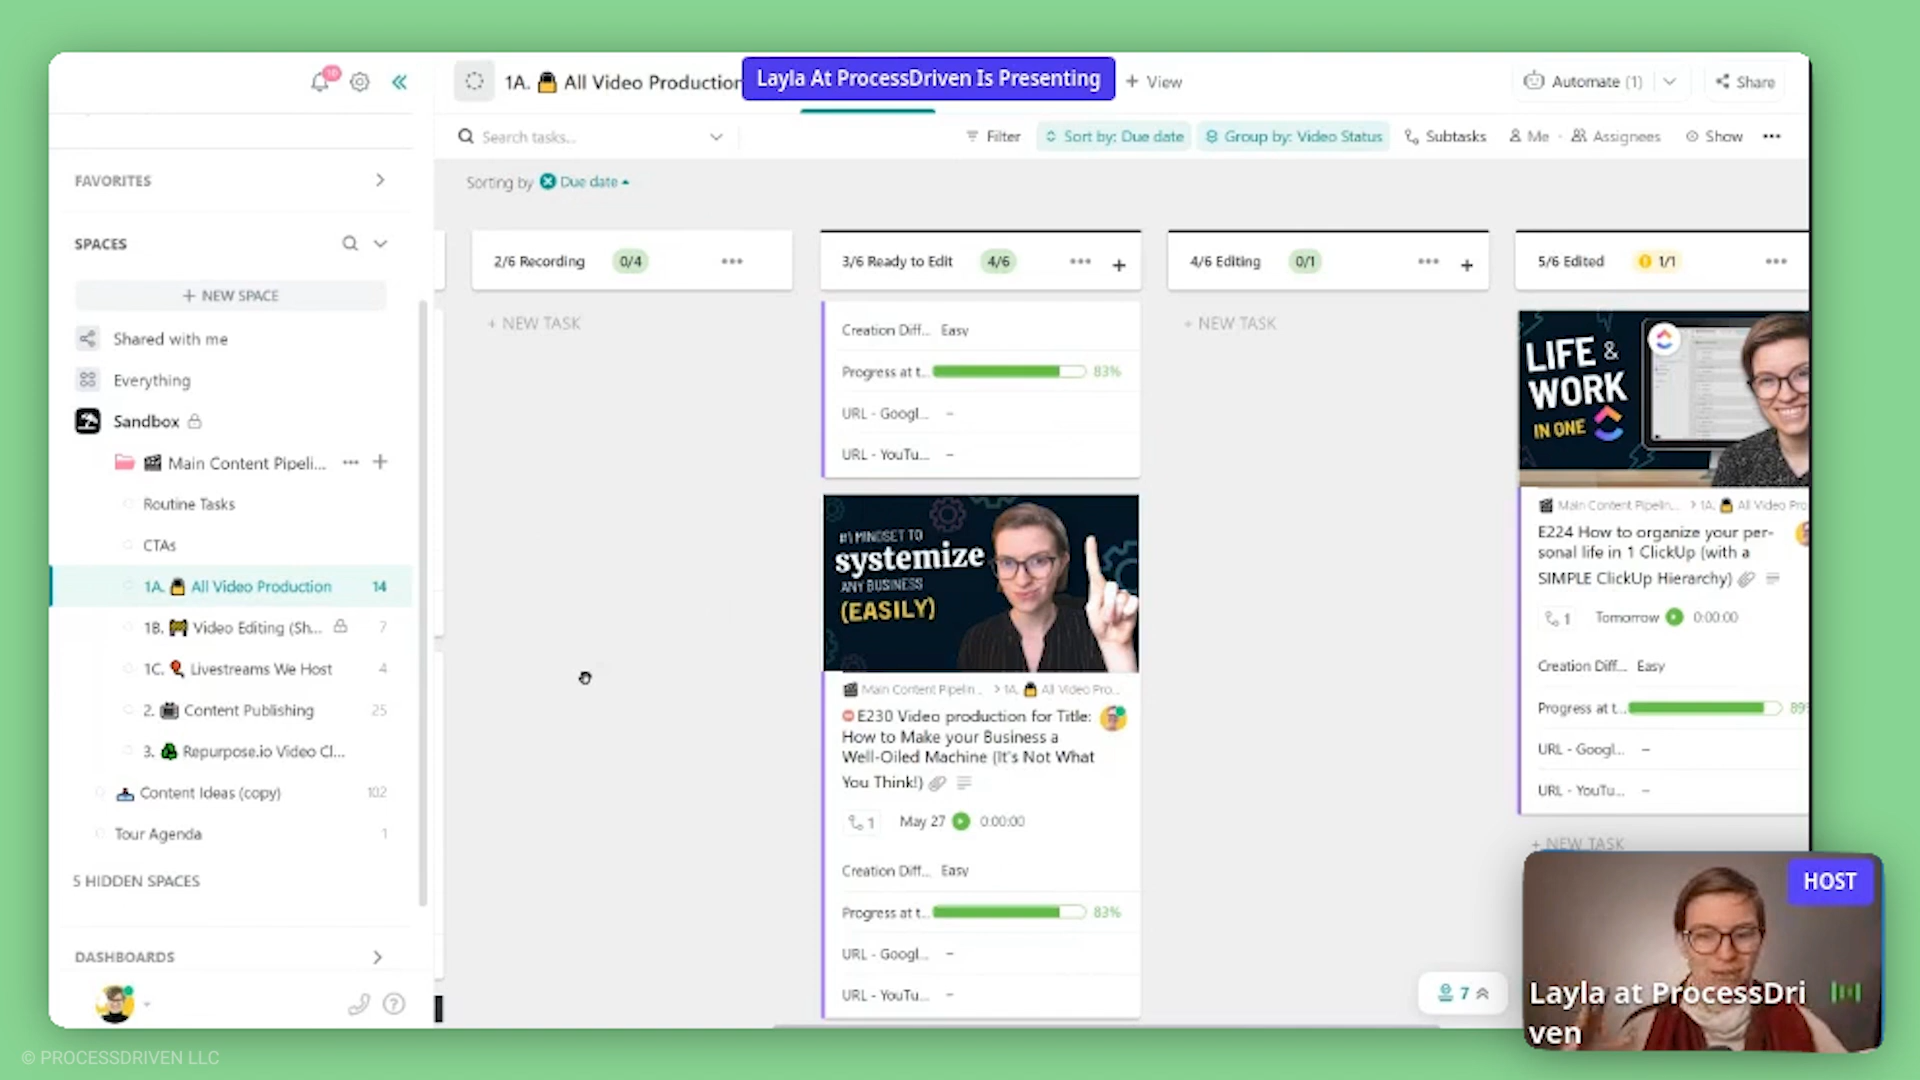 10
1A. All Video Production
Layla At ProcessDriven Is Presenting
+ View
Automate (1)
Share
Search tasks...
Filter
Sort by: Due date
Group by: Video Status
Subtasks
Me
Assignees
Show
Sorting by Due date
FAVORITES
SPACES
+ NEW SPACE
Shared with me
Everything
Sandbox
Main Content Pipeli...
Routine Tasks
CTAs
1A. All Video Production 14
1B. Video Editing (Sh... 7
1C. Livestreams We Host 4
2. Content Publishing 25
3. Repurpose.io Video Cl...
Content Ideas (copy) 102
Tour Agenda 1
5 HIDDEN SPACES
DASHBOARDS
2/6 Recording 0/4
+ NEW TASK
3/6 Ready to Edit 4/6
Creation Diff... Easy
Progress at t... 83%
URL - Googl... –
URL - YouTu... –
#1 MINDSET TO
systemize
ANY BUSINESS
(EASILY)
Main Content Pipelin... > 1A. All Video Pro...
E230 Video production for Title:
How to Make your Business a
Well-Oiled Machine (It's Not What
You Think!)
1 May 27 0:00:00
Creation Diff... Easy
Progress at t... 83%
URL - Googl... –
URL - YouTu... –
4/6 Editing 0/1
+ NEW TASK
5/6 Edited 1/1
LIFE &
WORK
IN ONE
Main Content Pipelin... > 1A. All Video Pro
E224 How to organize your per-
sonal life in 1 ClickUp (with a
SIMPLE ClickUp Hierarchy)
1 Tomorrow 0:00:00
Creation Diff... Easy
Progress at t... 89
URL - Googl... –
URL - YouTu... –
+ NEW TASK
7
HOST
Layla at ProcessDri
ven
© PROCESSDRIVEN LLC